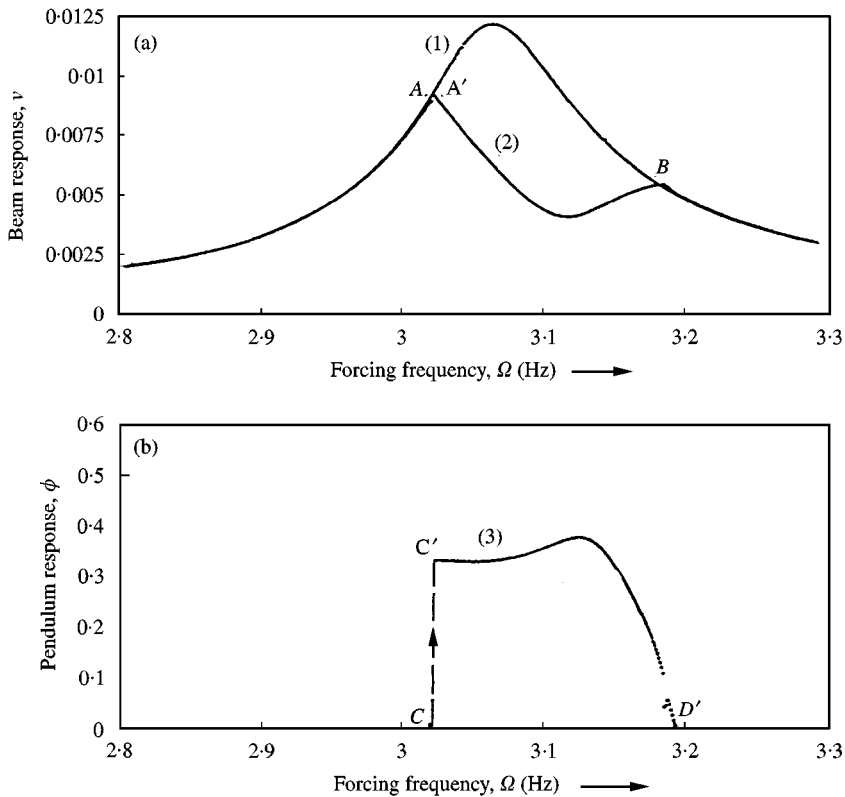 (a)
0·0125
0·01
0·0075
0·005
0·0025
0
Beam response, v
(1)
A
A′
(2)
B
2·8
2·9
3
3·1
3·2
3·3
Forcing frequency, Ω (Hz)
(b)
0·6
0·5
0·4
0·3
0·2
0·1
0
Pendulum response, ϕ
C′
(3)
C
D′
2·8
2·9
3
3·1
3·2
3·3
Forcing frequency, Ω (Hz)